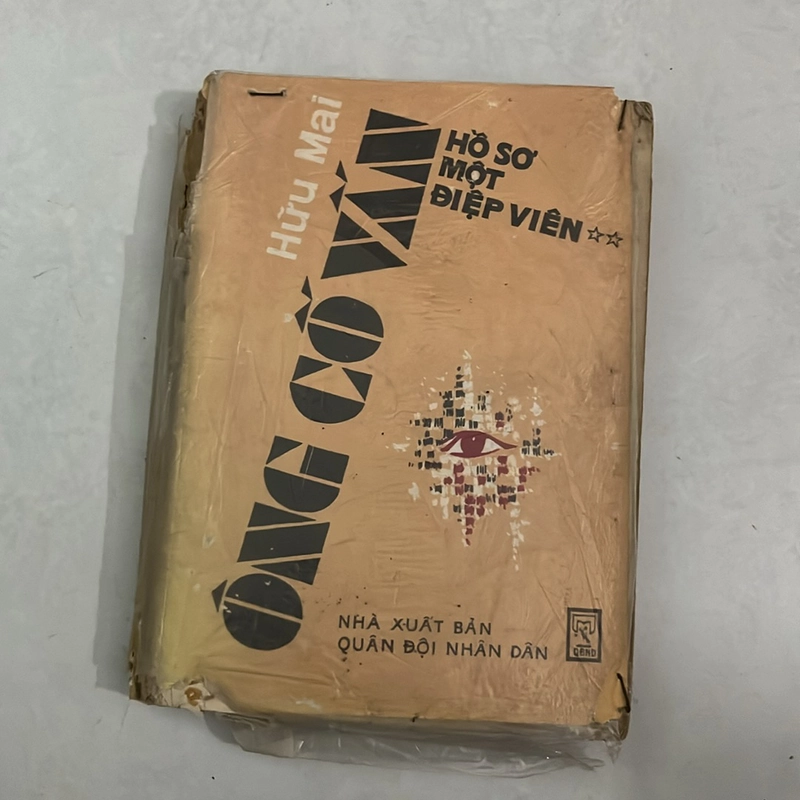 Hữu Mai
ÔNG CỐ VẤN
HỒ SƠ
MỘT
ĐIỆP VIÊN ☆☆
NHÀ XUẤT BẢN
QUÂN ĐỘI NHÂN DÂN
QĐND